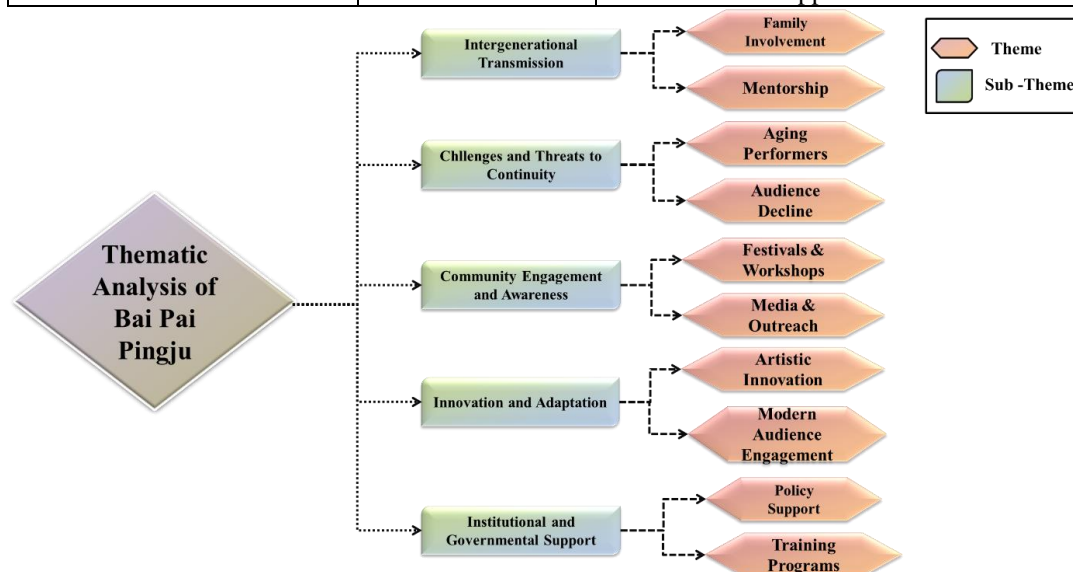 Thematic
Analysis of
Bai Pai
Pingju
Intergenerational
Transmission
Family
Involvement
Mentorship
Chllenges and Threats to
Continuity
Aging
Performers
Audience
Decline
Community Engagement
and Awareness
Festivals &
Workshops
Media &
Outreach
Innovation and Adaptation
Artistic
Innovation
Modern
Audience
Engagement
Institutional and
Governmental Support
Policy
Support
Training
Programs
Theme
Sub -Theme